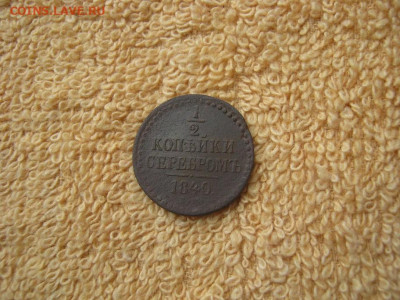 COINS.LAVE.RU
1
2
КОПѢЙКИ
СЕРЕБРОМЪ
1840